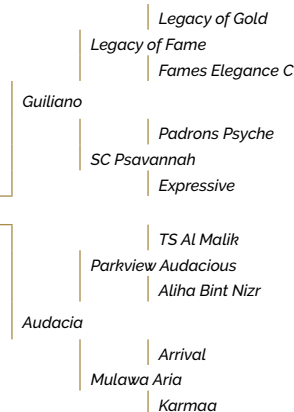 Legacy of Gold
Legacy of Fame
Fames Elegance C
Guiliano
Padrons Psyche
SC Psavannah
Expressive
TS Al Malik
Parkview Audacious
Aliha Bint Nizr
Audacia
Arrival
Mulawa Aria
Karmaa